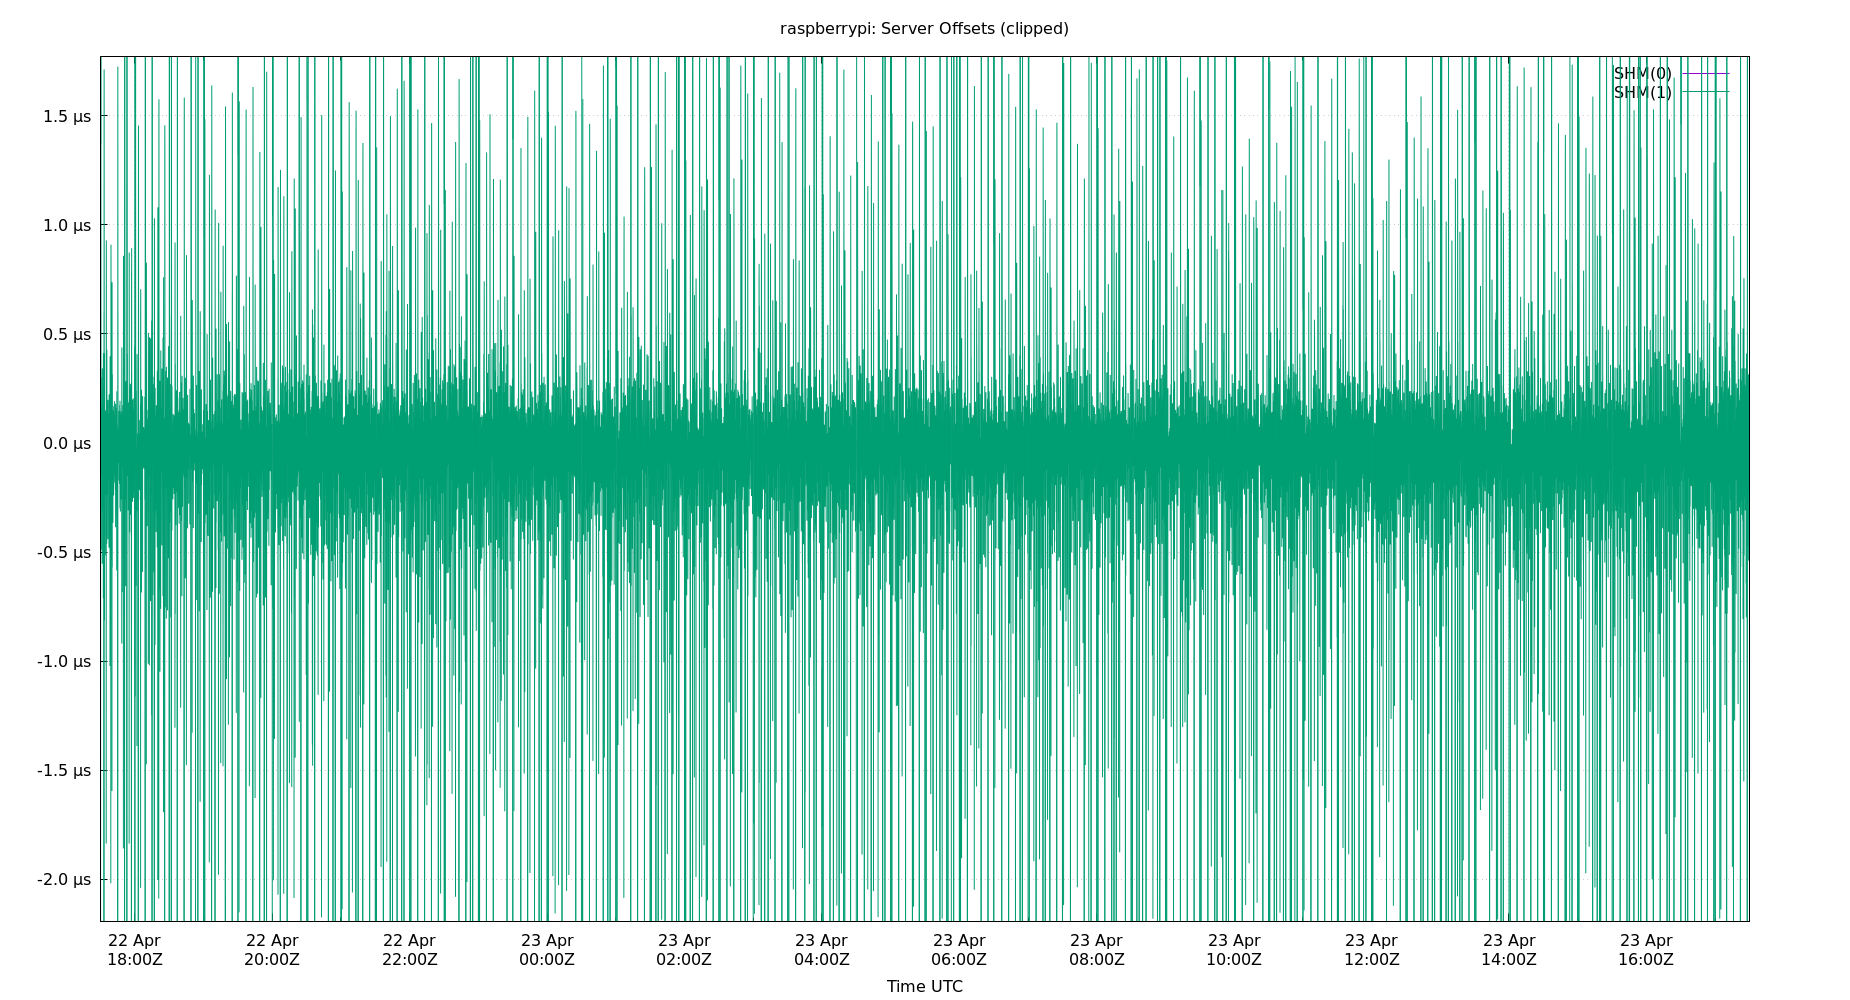 raspberrypi: Server Offsets (clipped)
SHM(0)
SHM(1)
1.5 µs
1.0 µs
0.5 µs
0.0 µs
-0.5 µs
-1.0 µs
-1.5 µs
-2.0 µs
22 Apr 22 Apr 22 Apr 23 Apr 23 Apr 23 Apr 23 Apr 23 Apr 23 Apr 23 Apr 23 Apr 23 Apr
18:00Z 20:00Z 22:00Z 00:00Z 02:00Z 04:00Z 06:00Z 08:00Z 10:00Z 12:00Z 14:00Z 16:00Z
Time UTC